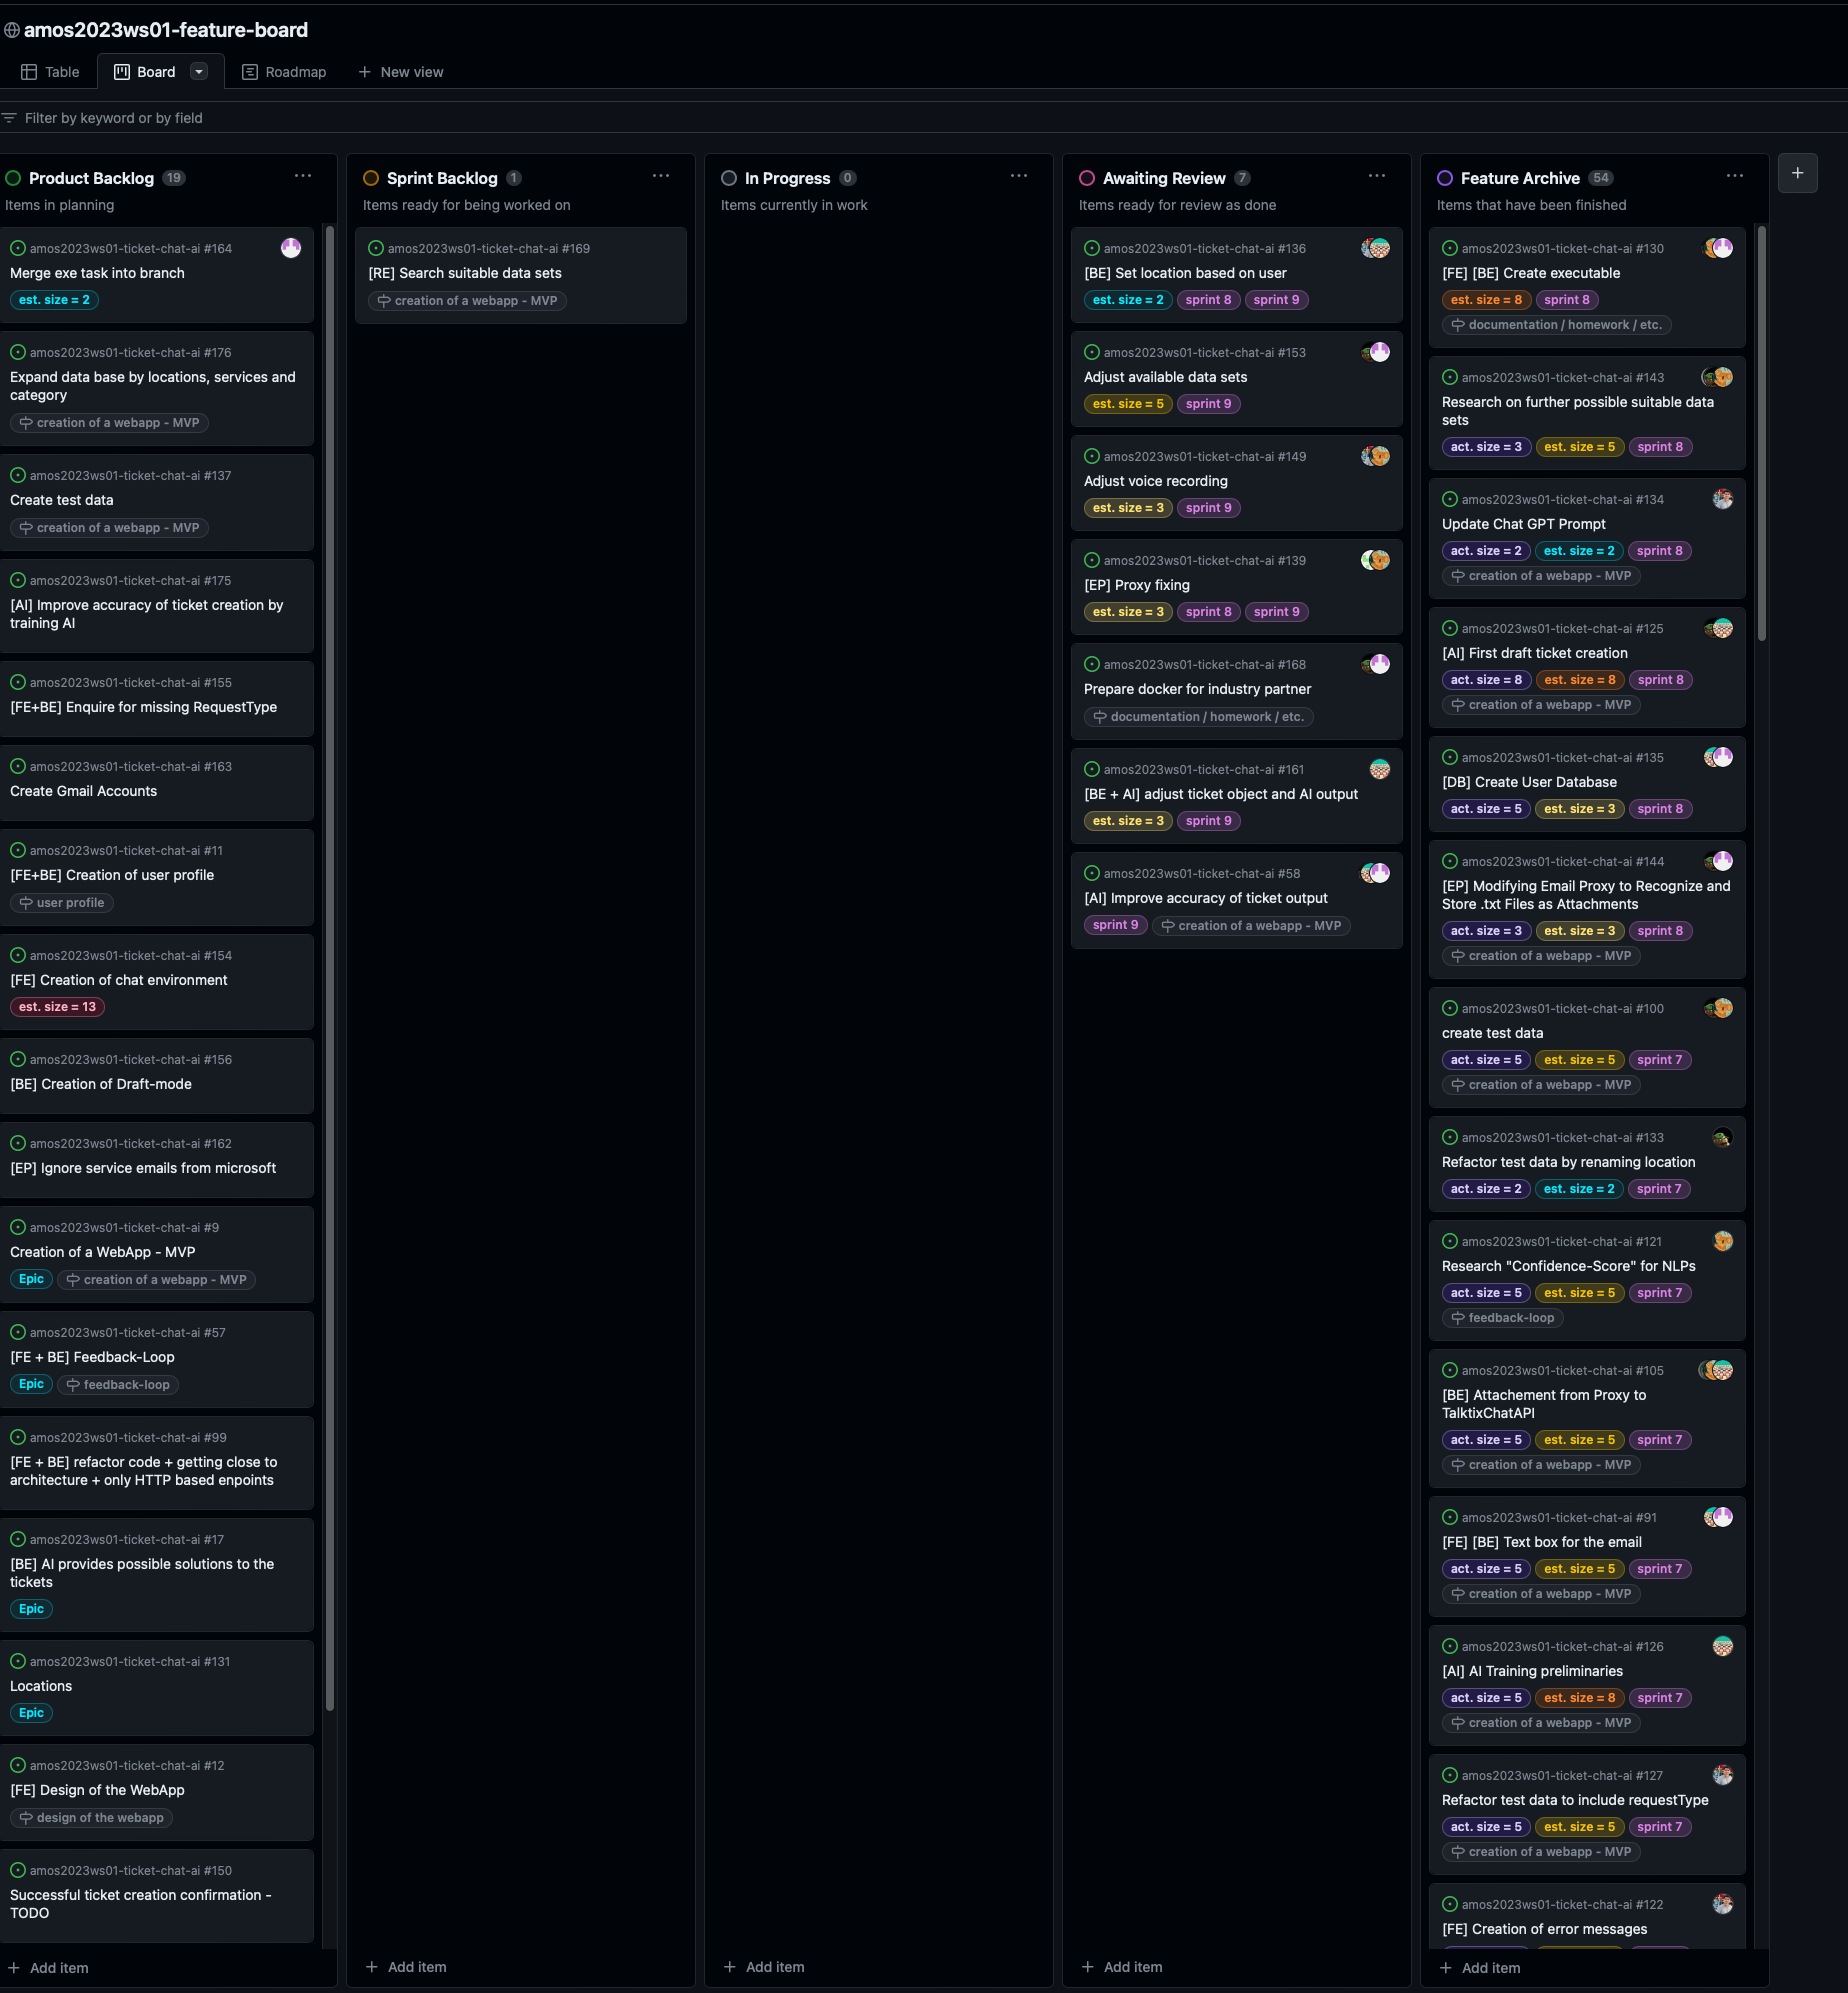 amos2023ws01-feature-board
Table
Board
Roadmap
New view
Filter by keyword or by field
Product Backlog 19
Items in planning
amos2023ws01-ticket-chat-ai #164
Merge exe task into branch
est. size = 2
amos2023ws01-ticket-chat-ai #176
Expand data base by locations, services and
category
creation of a webapp - MVP
amos2023ws01-ticket-chat-ai #137
Create test data
creation of a webapp - MVP
amos2023ws01-ticket-chat-ai #175
[AI] Improve accuracy of ticket creation by
training AI
amos2023ws01-ticket-chat-ai #155
[FE+BE] Enquire for missing RequestType
amos2023ws01-ticket-chat-ai #163
Create Gmail Accounts
amos2023ws01-ticket-chat-ai #11
[FE+BE] Creation of user profile
user profile
amos2023ws01-ticket-chat-ai #154
[FE] Creation of chat environment
est. size = 13
amos2023ws01-ticket-chat-ai #156
[BE] Creation of Draft-mode
amos2023ws01-ticket-chat-ai #162
[EP] Ignore service emails from microsoft
amos2023ws01-ticket-chat-ai #9
Creation of a WebApp - MVP
Epic creation of a webapp - MVP
amos2023ws01-ticket-chat-ai #57
[FE + BE] Feedback-Loop
Epic feedback-loop
amos2023ws01-ticket-chat-ai #99
[FE + BE] refactor code + getting close to
architecture + only HTTP based enpoints
amos2023ws01-ticket-chat-ai #17
[BE] AI provides possible solutions to the
tickets
Epic
amos2023ws01-ticket-chat-ai #131
Locations
Epic
amos2023ws01-ticket-chat-ai #12
[FE] Design of the WebApp
design of the webapp
amos2023ws01-ticket-chat-ai #150
Successful ticket creation confirmation -
TODO
Add item
Sprint Backlog 1
Items ready for being worked on
amos2023ws01-ticket-chat-ai #169
[RE] Search suitable data sets
creation of a webapp - MVP
Add item
In Progress 0
Items currently in work
Add item
Awaiting Review 7
Items ready for review as done
amos2023ws01-ticket-chat-ai #136
[BE] Set location based on user
est. size = 2 sprint 8 sprint 9
amos2023ws01-ticket-chat-ai #153
Adjust available data sets
est. size = 5 sprint 9
amos2023ws01-ticket-chat-ai #149
Adjust voice recording
est. size = 3 sprint 9
amos2023ws01-ticket-chat-ai #139
[EP] Proxy fixing
est. size = 3 sprint 8 sprint 9
amos2023ws01-ticket-chat-ai #168
Prepare docker for industry partner
documentation / homework / etc.
amos2023ws01-ticket-chat-ai #161
[BE + AI] adjust ticket object and AI output
est. size = 3 sprint 9
amos2023ws01-ticket-chat-ai #58
[AI] Improve accuracy of ticket output
sprint 9 creation of a webapp - MVP
Add item
Feature Archive 54
Items that have been finished
amos2023ws01-ticket-chat-ai #130
[FE] [BE] Create executable
est. size = 8 sprint 8
documentation / homework / etc.
amos2023ws01-ticket-chat-ai #143
Research on further possible suitable data
sets
act. size = 3 est. size = 5 sprint 8
amos2023ws01-ticket-chat-ai #134
Update Chat GPT Prompt
act. size = 2 est. size = 2 sprint 8
creation of a webapp - MVP
amos2023ws01-ticket-chat-ai #125
[AI] First draft ticket creation
act. size = 8 est. size = 8 sprint 8
creation of a webapp - MVP
amos2023ws01-ticket-chat-ai #135
[DB] Create User Database
act. size = 5 est. size = 3 sprint 8
amos2023ws01-ticket-chat-ai #144
[EP] Modifying Email Proxy to Recognize and
Store .txt Files as Attachments
act. size = 3 est. size = 3 sprint 8
creation of a webapp - MVP
amos2023ws01-ticket-chat-ai #100
create test data
act. size = 5 est. size = 5 sprint 7
creation of a webapp - MVP
amos2023ws01-ticket-chat-ai #133
Refactor test data by renaming location
act. size = 2 est. size = 2 sprint 7
amos2023ws01-ticket-chat-ai #121
Research "Confidence-Score" for NLPs
act. size = 5 est. size = 5 sprint 7
feedback-loop
amos2023ws01-ticket-chat-ai #105
[BE] Attachement from Proxy to
TalktixChatAPI
act. size = 5 est. size = 5 sprint 7
creation of a webapp - MVP
amos2023ws01-ticket-chat-ai #91
[FE] [BE] Text box for the email
act. size = 5 est. size = 5 sprint 7
creation of a webapp - MVP
amos2023ws01-ticket-chat-ai #126
[AI] AI Training preliminaries
act. size = 5 est. size = 8 sprint 7
creation of a webapp - MVP
amos2023ws01-ticket-chat-ai #127
Refactor test data to include requestType
act. size = 5 est. size = 5 sprint 7
creation of a webapp - MVP
amos2023ws01-ticket-chat-ai #122
[FE] Creation of error messages
Add item